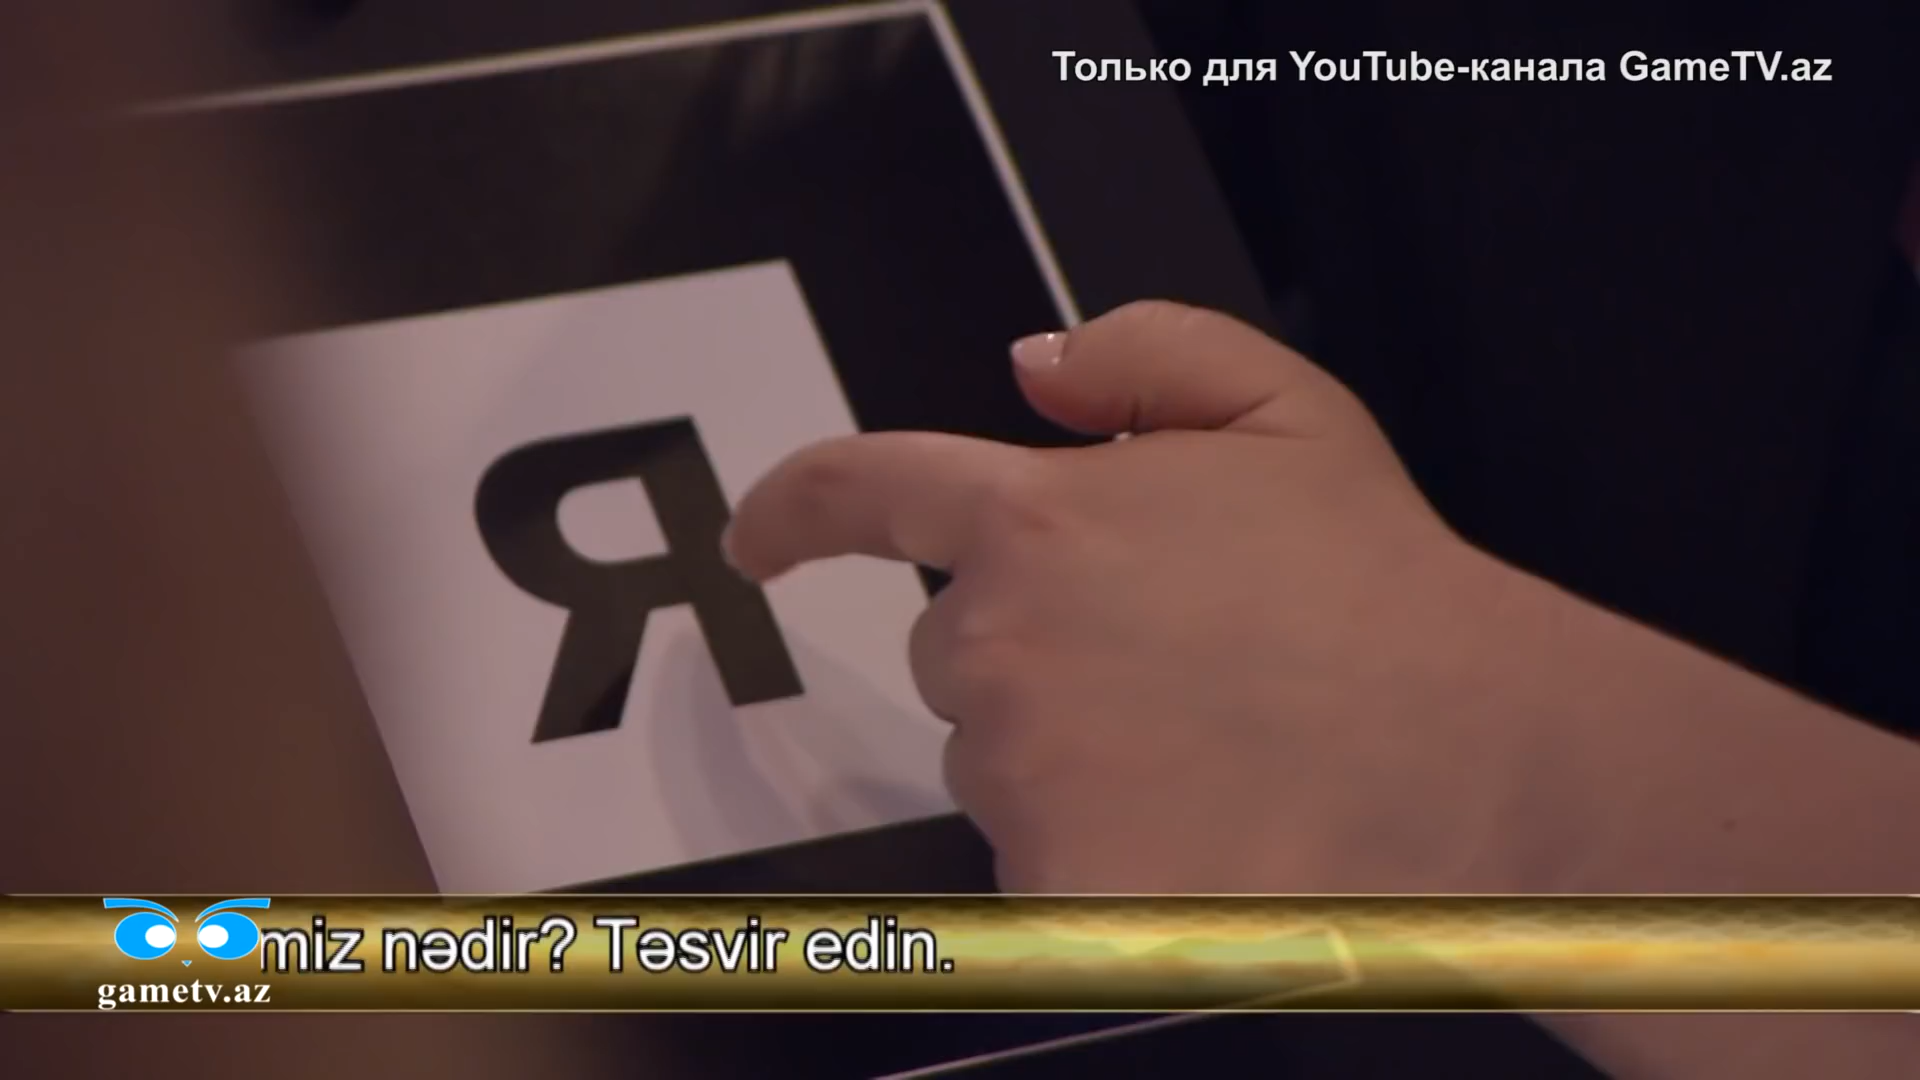 Только для YouTube-канала GameTV.az
Я
miz nədir? Təsvir edin.
gametv.az